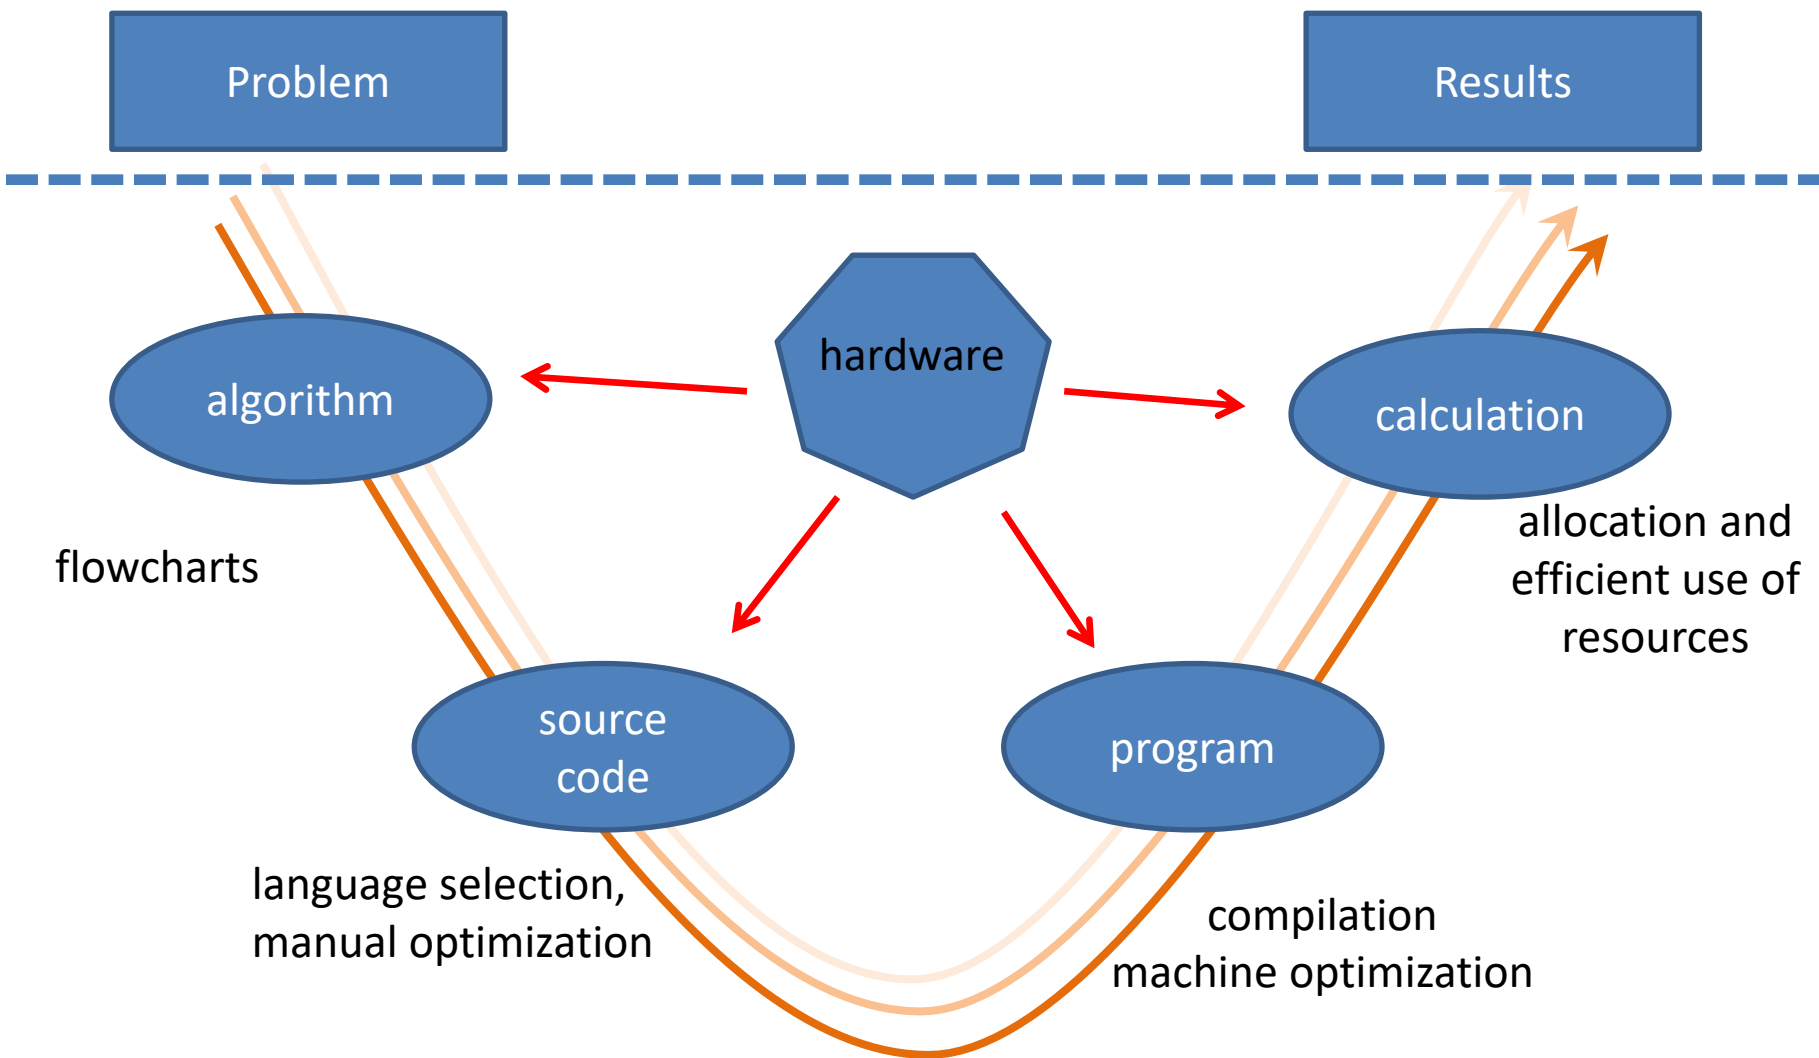 Problem
Results
hardware
algorithm
calculation
flowcharts
allocation and
efficient use of
resources
source
code
program
language selection,
manual optimization
compilation
machine optimization